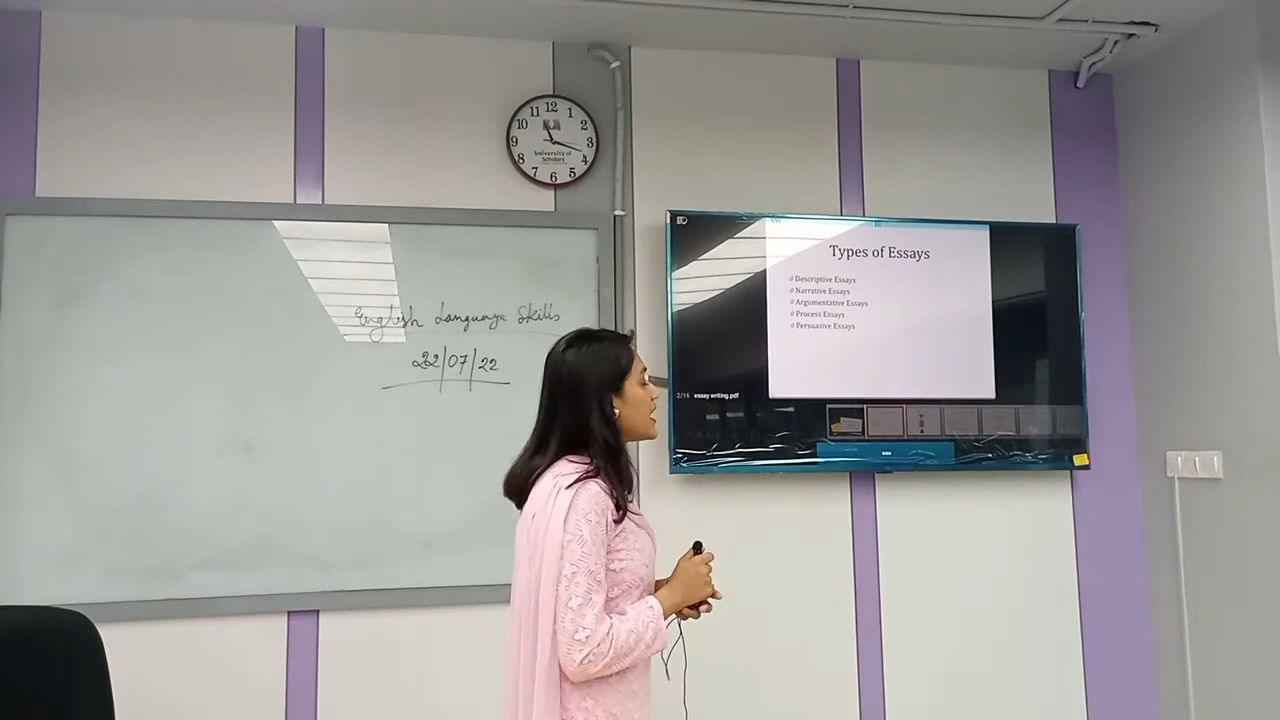 12
11
1
10
2
9
3
8
4
7
5
6
University of
Scholars
English Language Skills
22/07/22
Types of Essays
Descriptive Essays
Narrative Essays
Argumentative Essays
Process Essays
Persuasive Essays
2/16 essay writing.pdf